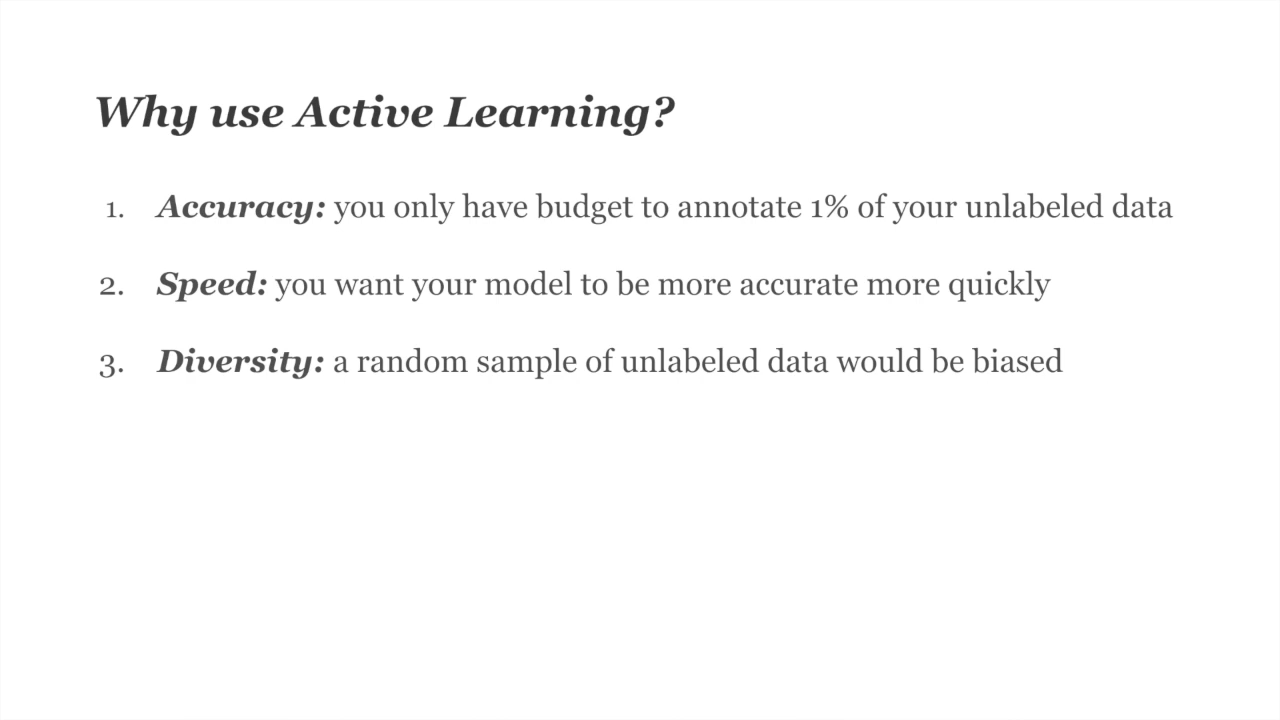 Why use Active Learning?
1. Accuracy: you only have budget to annotate 1% of your unlabeled data
2. Speed: you want your model to be more accurate more quickly
3. Diversity: a random sample of unlabeled data would be biased